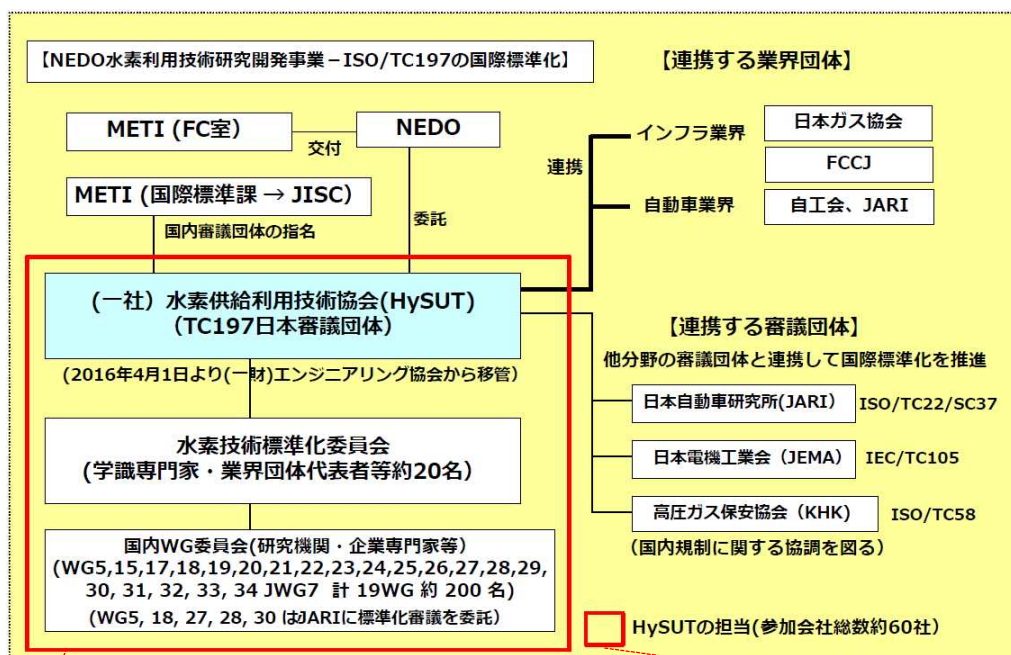 【NEDO水素利用技術研究開発事業－ISO/TC197の国際標準化】
【連携する業界団体】
METI (FC室）
交付
NEDO
連携
インフラ業界
日本ガス協会
FCCJ
自動車業界
自工会、JARI
METI (国際標準課 → JISC）
国内審議団体の指名
委託
(一社）水素供給利用技術協会(HySUT)
（TC197日本審議団体）
(2016年4月1日より(一財)エンジニアリング協会から移管）
水素技術標準化委員会
(学識専門家・業界団体代表者等約20名）
国内WG委員会(研究機関・企業専門家等）
(WG5,15,17,18,19,20,21,22,23,24,25,26,27,28,29,
30, 31, 32, 33, 34 JWG7 計 19WG 約 200 名)
(WG5, 18, 27, 28, 30 はJARIに標準化審議を委託）
【連携する審議団体】
他分野の審議団体と連携して国際標準化を推進
日本自動車研究所(JARI） ISO/TC22/SC37
日本電機工業会（JEMA） IEC/TC105
高圧ガス保安協会（KHK) ISO/TC58
（国内規制に関する協調を図る）
HySUTの担当(参加会社総数約60社）